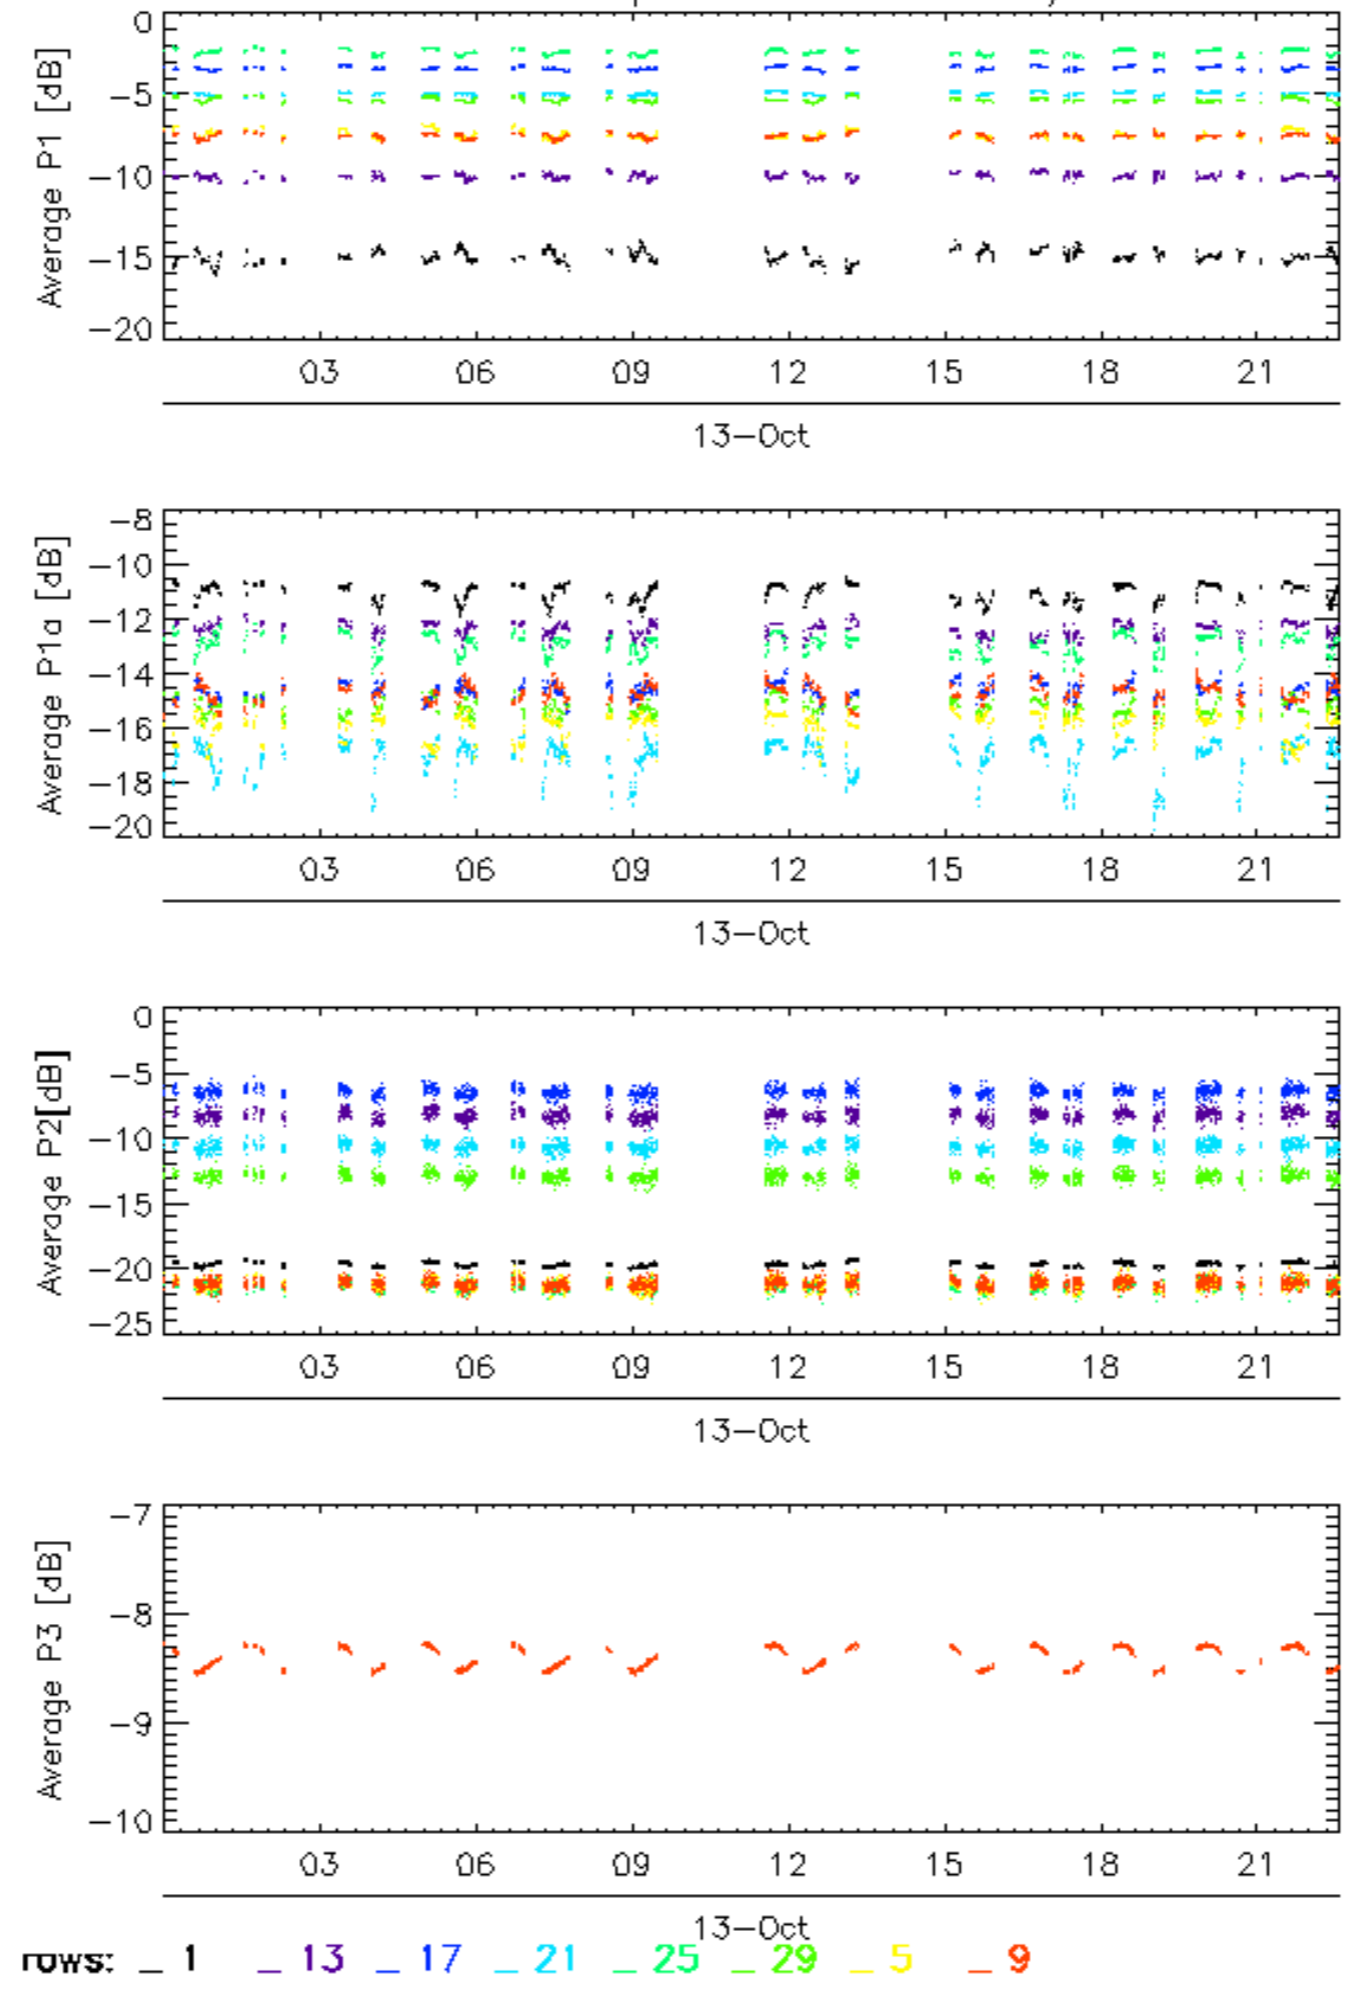 0
−5
−10
−15
−20
Average P1 [dB]
03 06 09 12 15 18 21
13−Oct
−8
−10
−12
−14
−16
−18
−20
Average P1a [dB]
03 06 09 12 15 18 21
13−Oct
0
−5
−10
−15
−20
−25
Average P2[dB]
03 06 09 12 15 18 21
13−Oct
−7
−8
−9
−10
Average P3 [dB]
03 06 09 12 15 18 21
13−Oct
rows: _ 1 _ 13 _ 17 _ 21 _ 25 _ 29 _ 5 _ 9